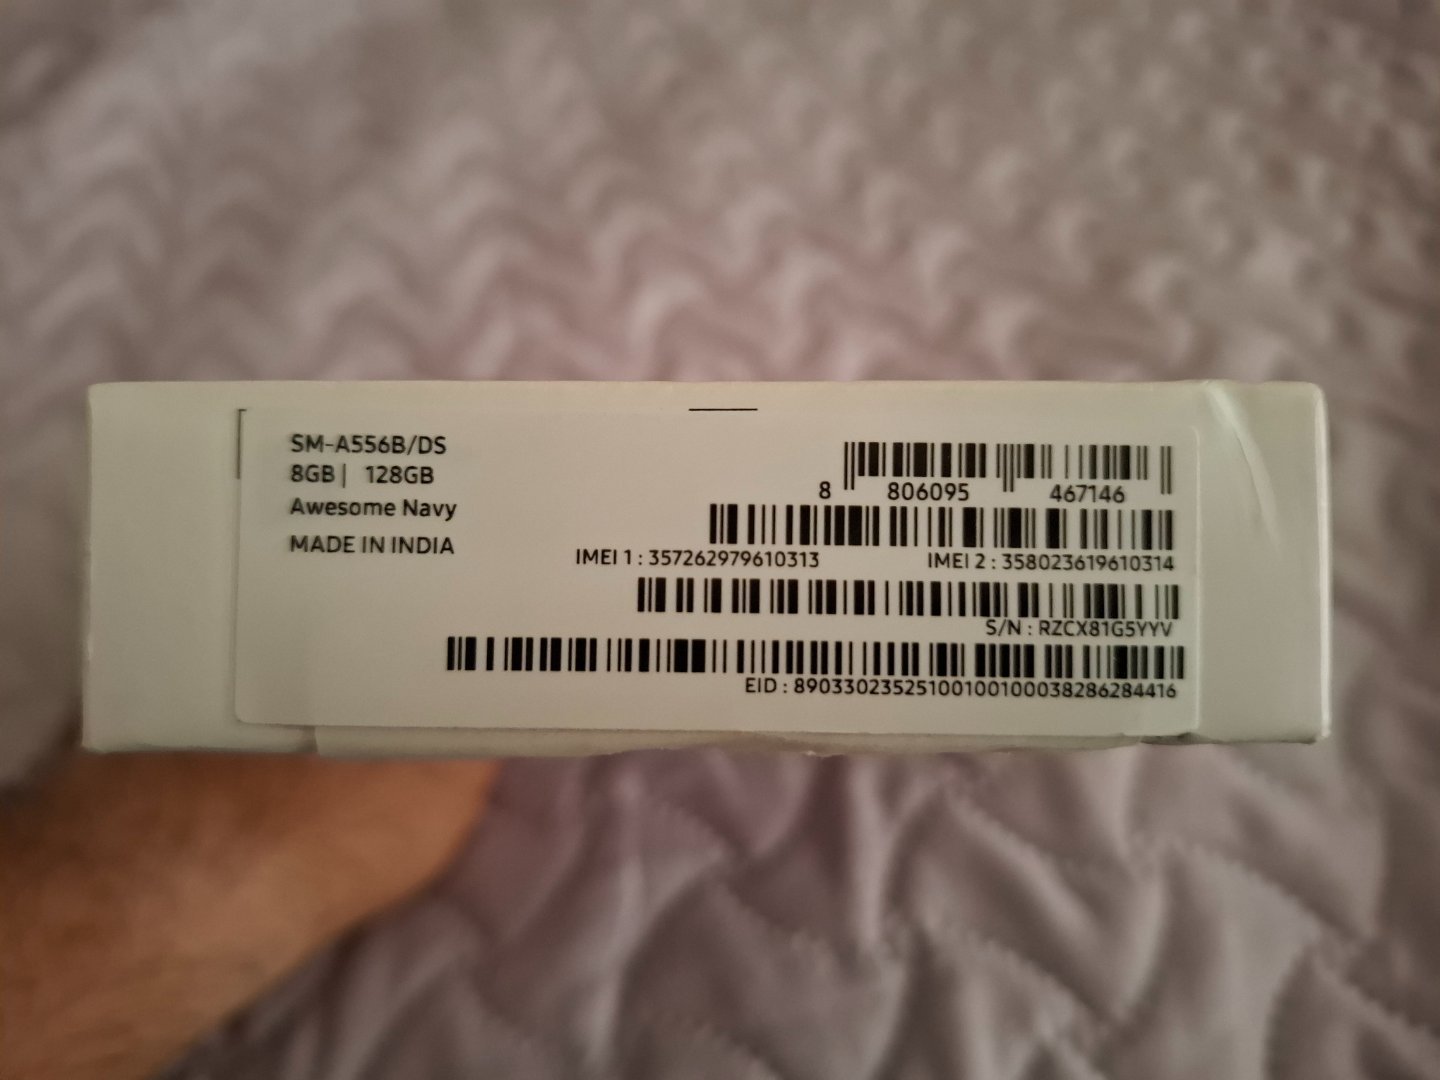 SM-A556B/DS
8GB | 128GB
Awesome Navy
MADE IN INDIA
8 806095 467146
IMEI 1 : 357262979610313 IMEI 2 : 358023619610314
S/N : RZCX81G5YYV
EID : 89033023525100100100038286284416